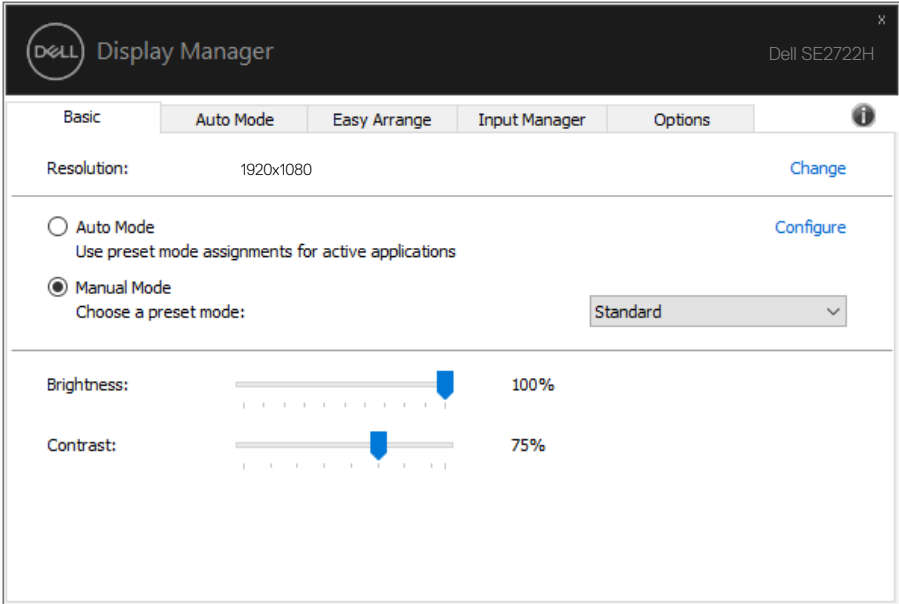 DELL Display Manager
x
Dell SE2722H
Basic Auto Mode Easy Arrange Input Manager Options
Resolution: 1920x1080 Change
Auto Mode Configure
Use preset mode assignments for active applications
Manual Mode
Choose a preset mode: Standard
Brightness: 100%
Contrast: 75%